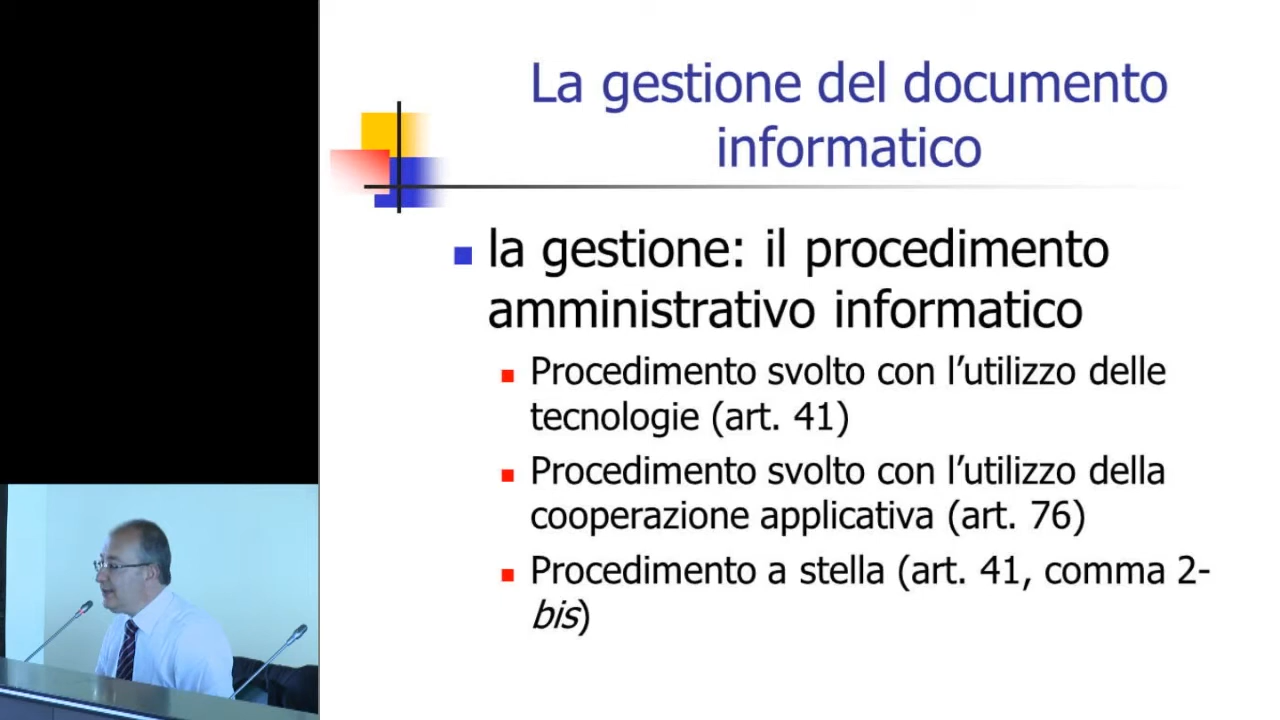 La gestione del documento
informatico
la gestione: il procedimento
amministrativo informatico
Procedimento svolto con l’utilizzo delle
tecnologie (art. 41)
Procedimento svolto con l’utilizzo della
cooperazione applicativa (art. 76)
Procedimento a stella (art. 41, comma 2-
bis)